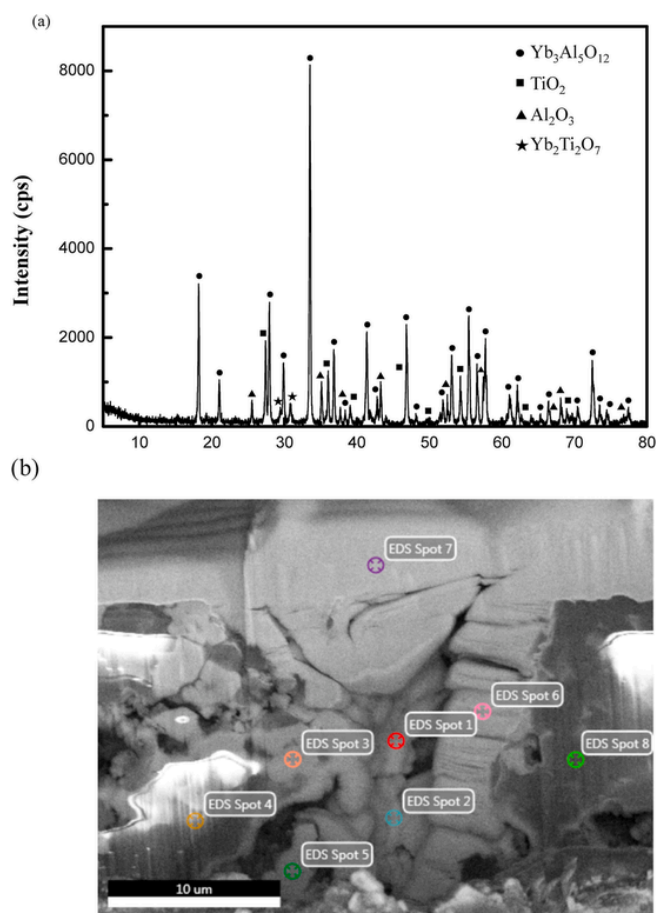 (a)
Intensity (cps)
8000
6000
4000
2000
0
Yb₃Al₅O₁₂
TiO₂
Al₂O₃
Yb₂Ti₂O₇
10 20 30 40 50 60 70 80
(b)
EDS Spot 7
EDS Spot 6
EDS Spot 1
EDS Spot 3
EDS Spot 8
EDS Spot 4
EDS Spot 2
EDS Spot 5
10 um